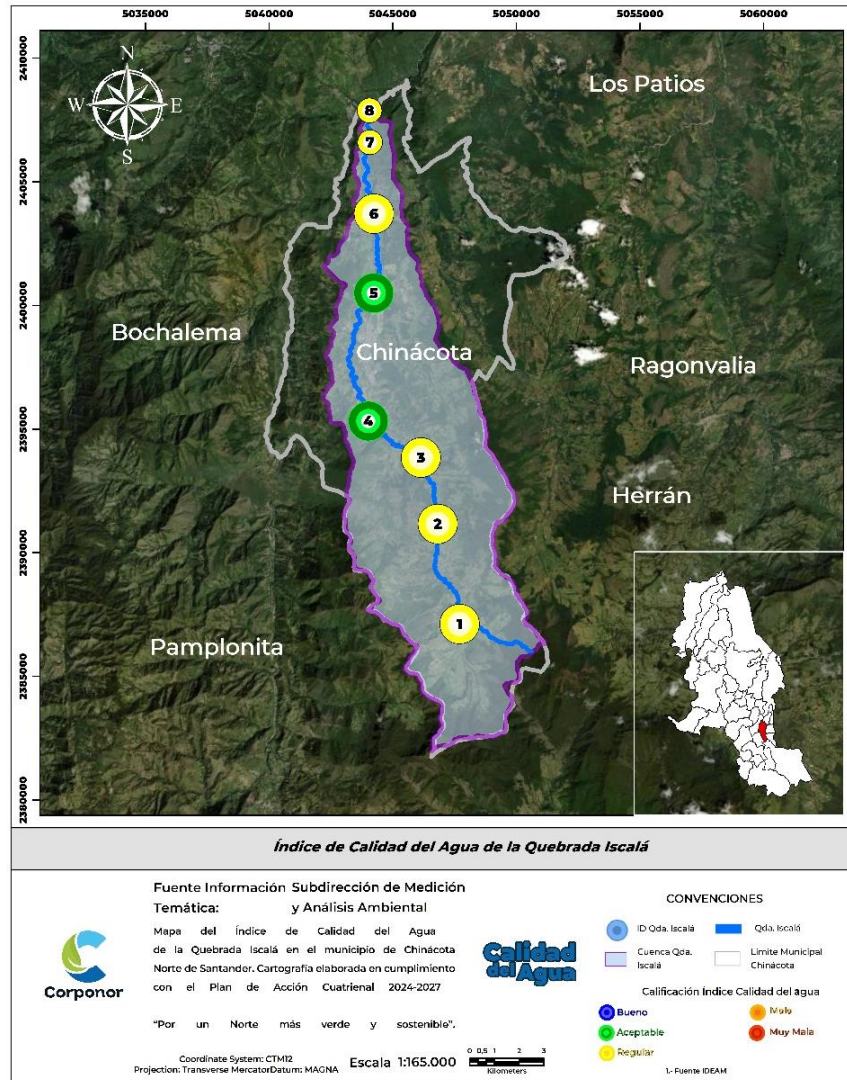 5035000 5040000 5045000 5050000 5055000 5060000
2410000
2405000
2400000
2395000
2390000
2385000
2380000
N
W E
S
Los Patios
8
7
6
5
Bochalema
Chinácota
Ragonvalia
4
3
Herrán
2
1
Pamplonita
Índice de Calidad del Agua de la Quebrada Iscalá
Corponor
Fuente Información Subdirección de Medición
Temática: y Análisis Ambiental
Mapa del Índice de Calidad del Agua
de la Quebrada Iscalá en el municipio de Chinácota
Norte de Santander. Cartografía elaborada en cumplimiento
con el Plan de Acción Cuatrienal 2024-2027
“Por un Norte más verde y sostenible”.
Coordinate System: CTM12
Projection: Transverse MercatorDatum: MAGNA
Escala 1:165.000
0 0,5 1 2 3
Kilometers
Calidad
del Agua
CONVENCIONES
ID Qda. Iscalá
Qda. Iscalá
Cuenca Qda.
Iscalá
Limite Municipal
Chinácota
Calificación Índice Calidad del agua
Bueno
Malo
Aceptable
Muy Mala
Regular
1.- Fuente IDEAM